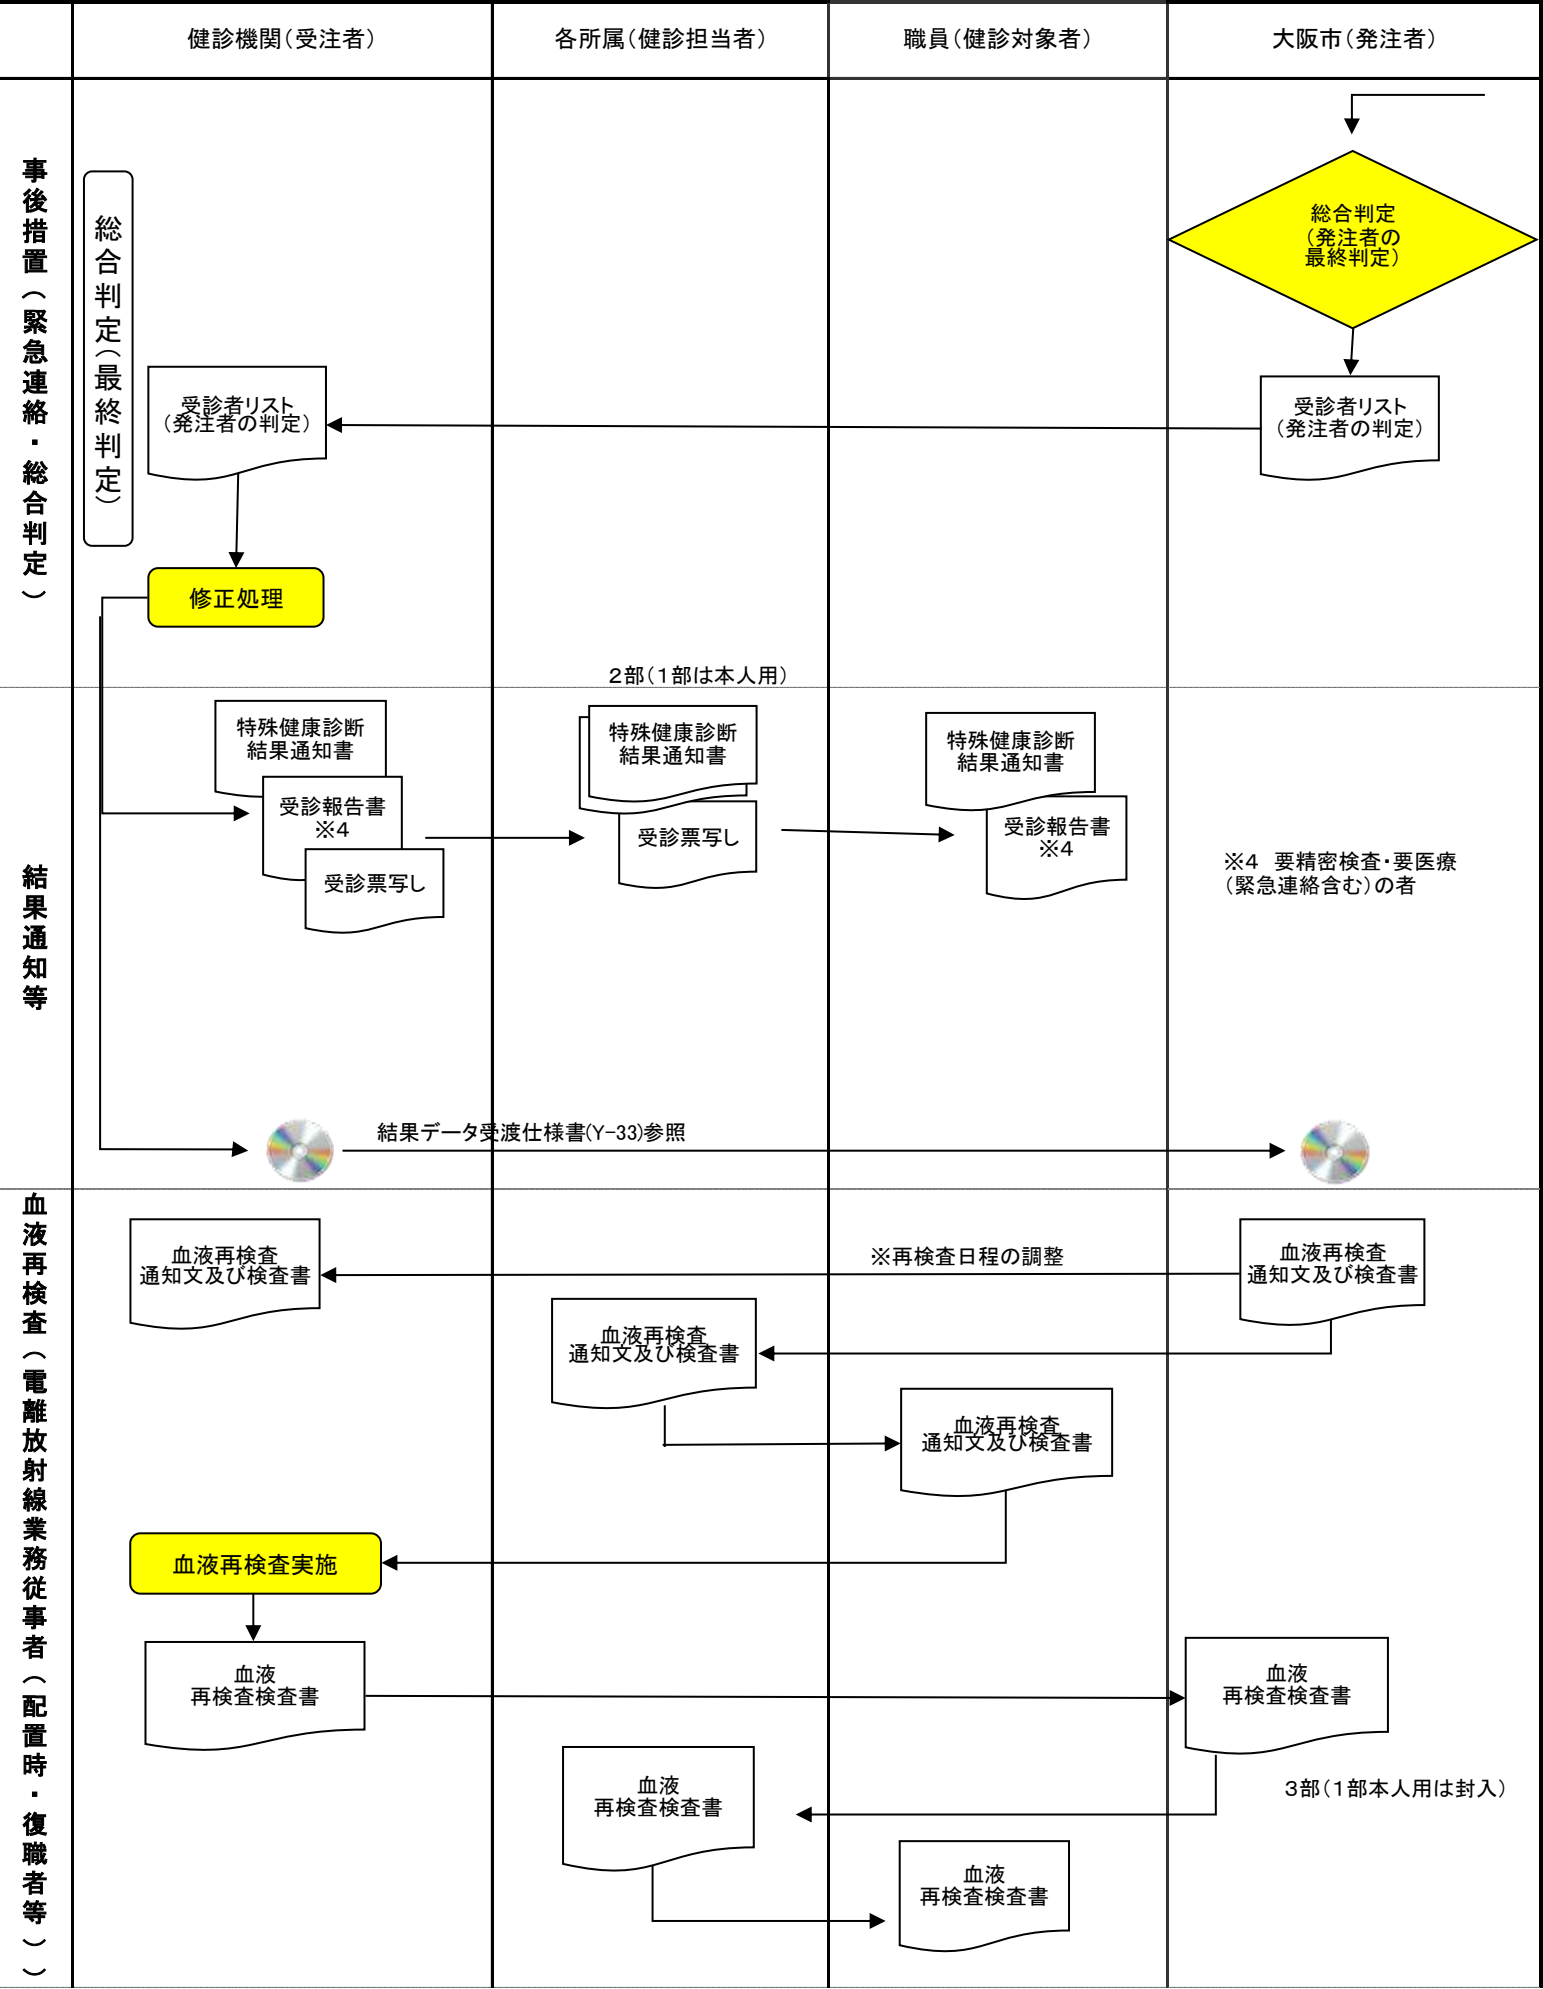 健診機関（受注者）
各所属（健診担当者）
職員（健診対象者）
大阪市（発注者）
事後措置（緊急連絡・総合判定）
総合判定（最終判定）
総合判定
（発注者の
最終判定）
受診者リスト
（発注者の判定）
受診者リスト
（発注者の判定）
修正処理
２部（１部は本人用）
結果通知等
特殊健康診断
結果通知書
受診報告書
※４
受診票写し
特殊健康診断
結果通知書
受診票写し
特殊健康診断
結果通知書
受診報告書
※４
※４　要精密検査・要医療
（緊急連絡含む）の者
結果データ受渡仕様書(Y-33)参照
血液再検査（電離放射線業務従事者（配置時・復職者等））
血液再検査
通知文及び検査書
※再検査日程の調整
血液再検査
通知文及び検査書
血液再検査
通知文及び検査書
血液再検査
通知文及び検査書
血液再検査実施
血液
再検査検査書
血液
再検査検査書
３部（１部本人用は封入）
血液
再検査検査書
血液
再検査検査書